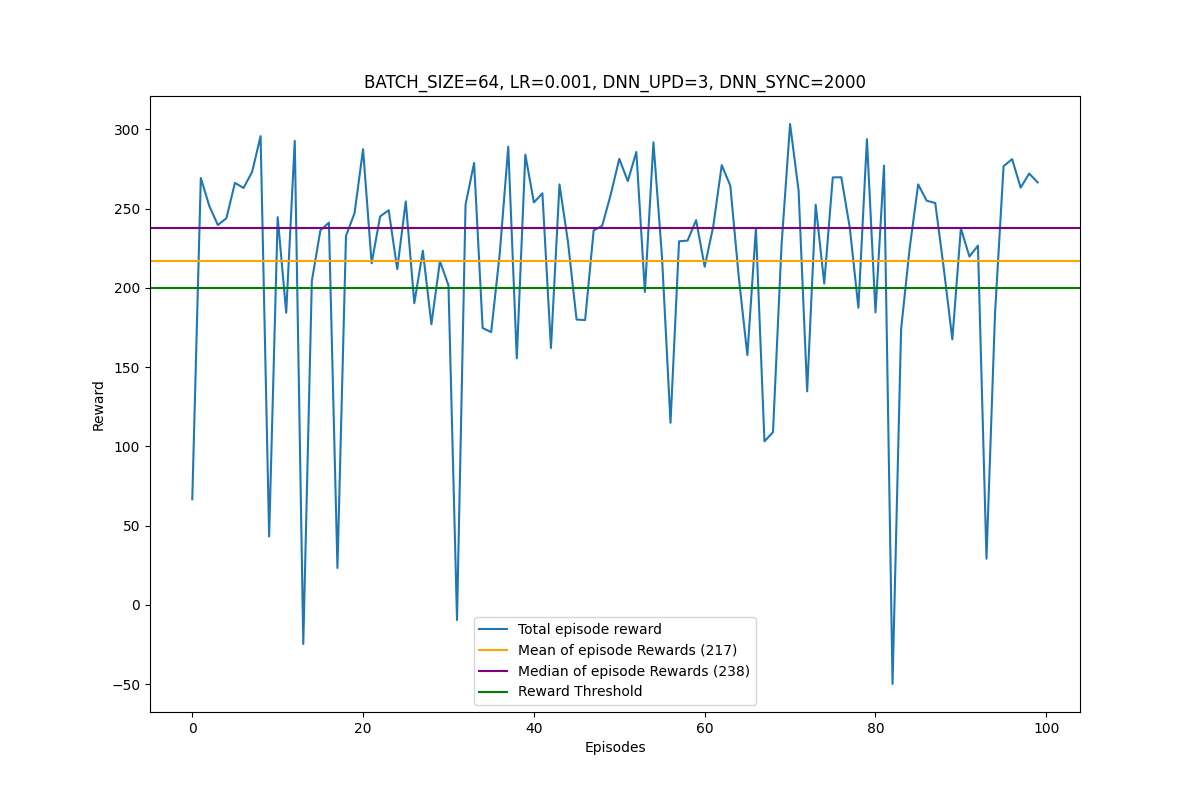 BATCH_SIZE=64, LR=0.001, DNN_UPD=3, DNN_SYNC=2000
300
250
200
150
100
50
0
−50
Reward
Total episode reward
Mean of episode Rewards (217)
Median of episode Rewards (238)
Reward Threshold
0 20 40 60 80 100
Episodes